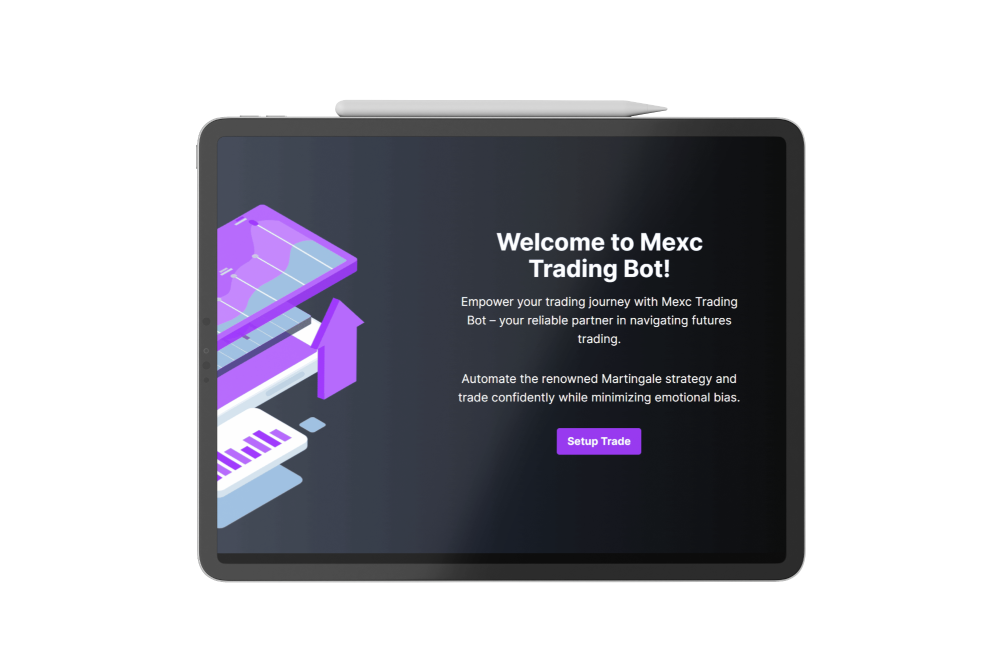 Welcome to Mexc
Trading Bot!
Empower your trading journey with Mexc Trading
Bot – your reliable partner in navigating futures
trading.
Automate the renowned Martingale strategy and
trade confidently while minimizing emotional bias.
Setup Trade